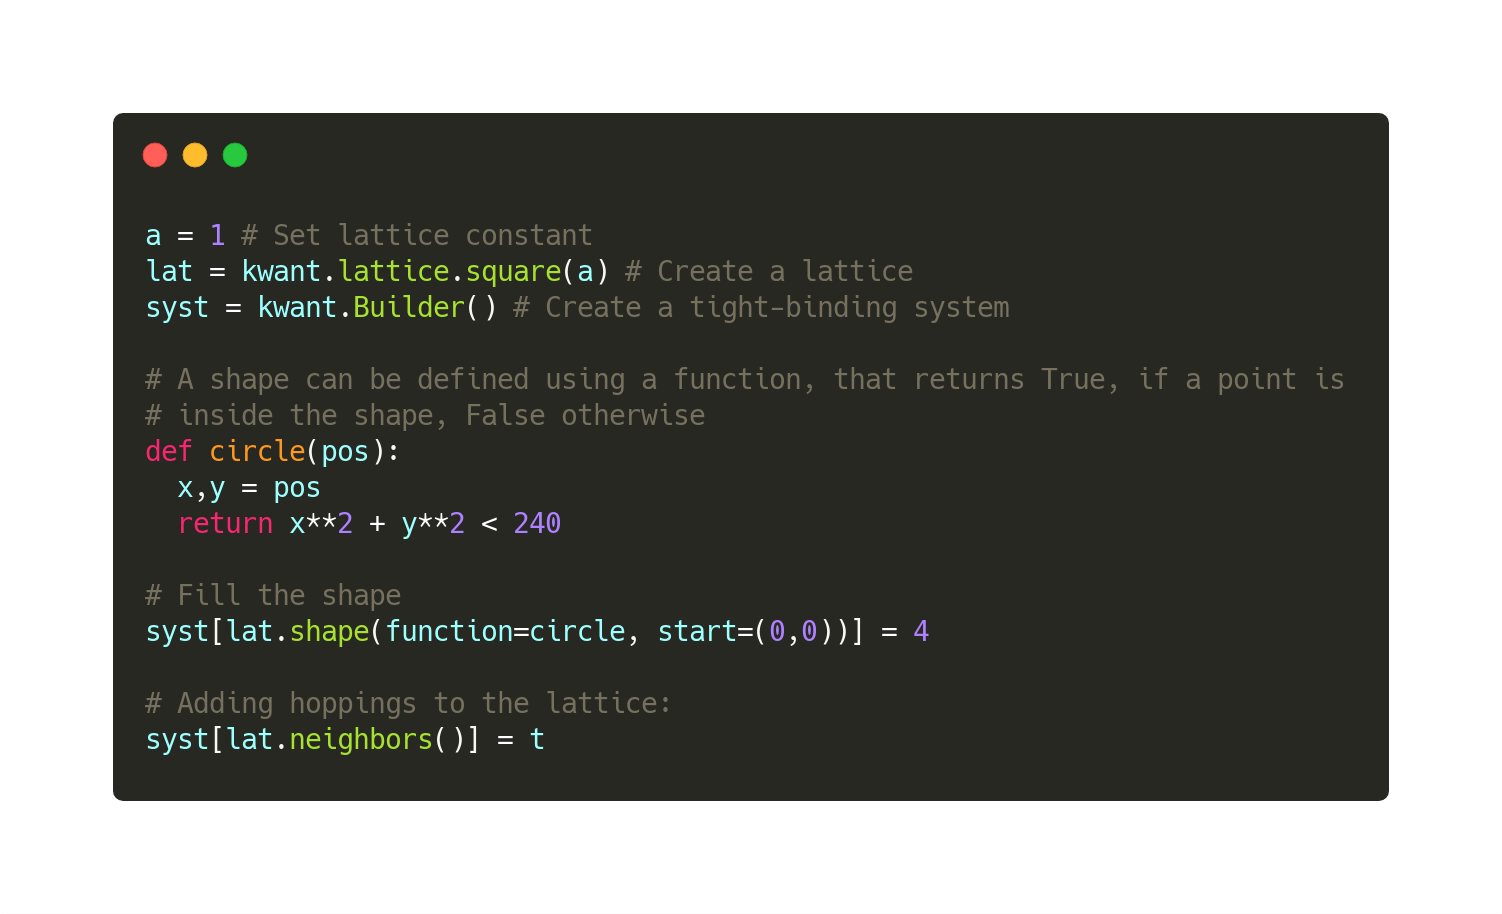 a = 1 # Set lattice constant
lat = kwant.lattice.square(a) # Create a lattice
syst = kwant.Builder() # Create a tight-binding system
# A shape can be defined using a function, that returns True, if a point is
# inside the shape, False otherwise
def circle(pos):
  x,y = pos
  return x**2 + y**2 < 240
# Fill the shape
syst[lat.shape(function=circle, start=(0,0))] = 4
# Adding hoppings to the lattice:
syst[lat.neighbors()] = t